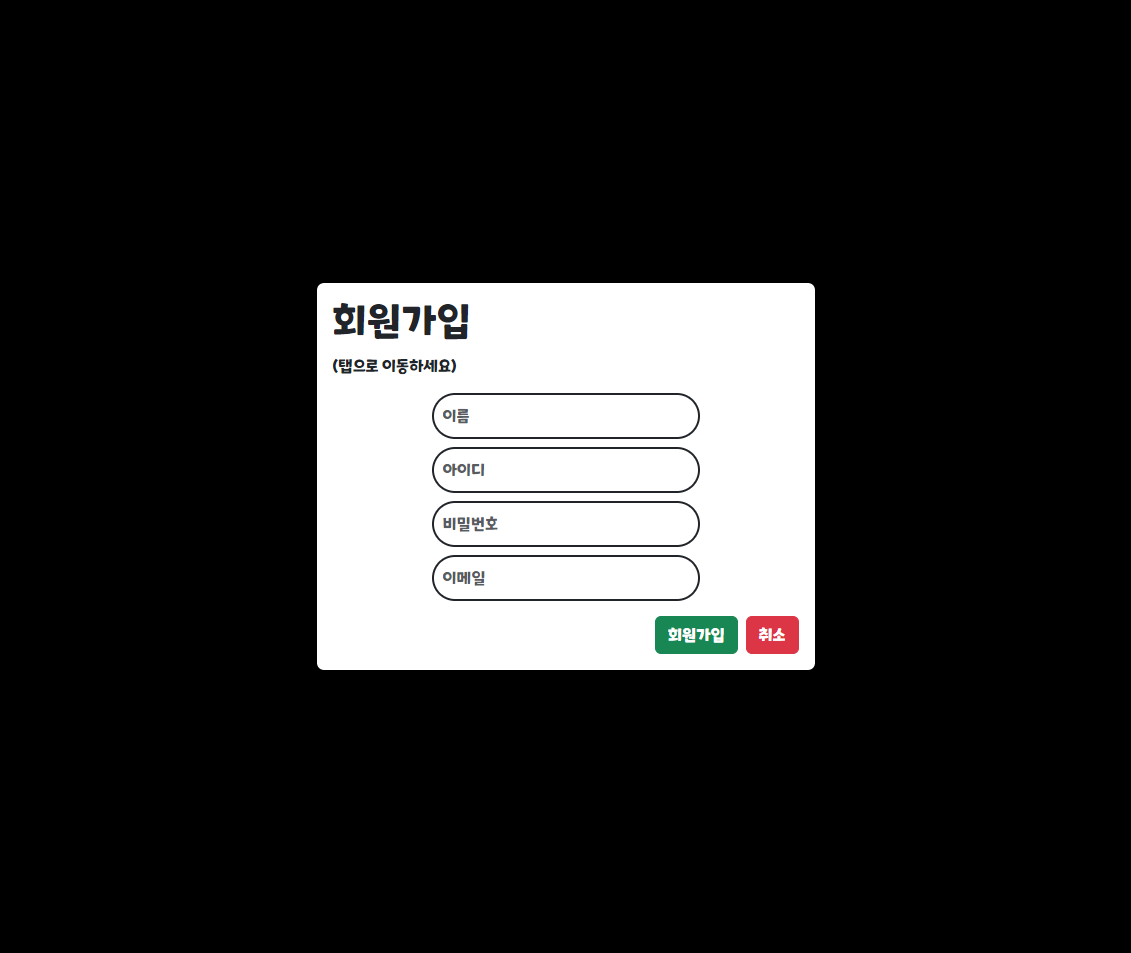 회원가입
(탭으로 이동하세요)
이름
아이디
비밀번호
이메일
회원가입 취소